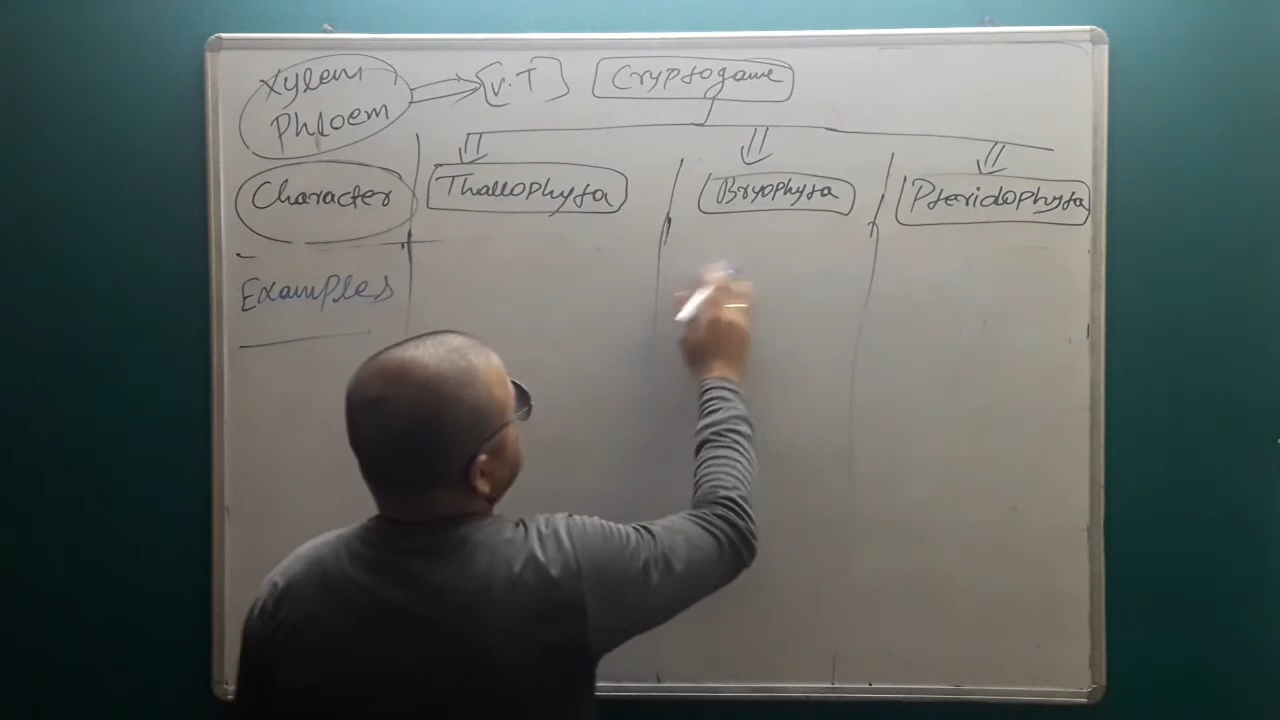 Xylem
Phloem
[V.T]
Cryptogame
Character
Thallophyta
Bryophyta
Pteridophyta
Examples